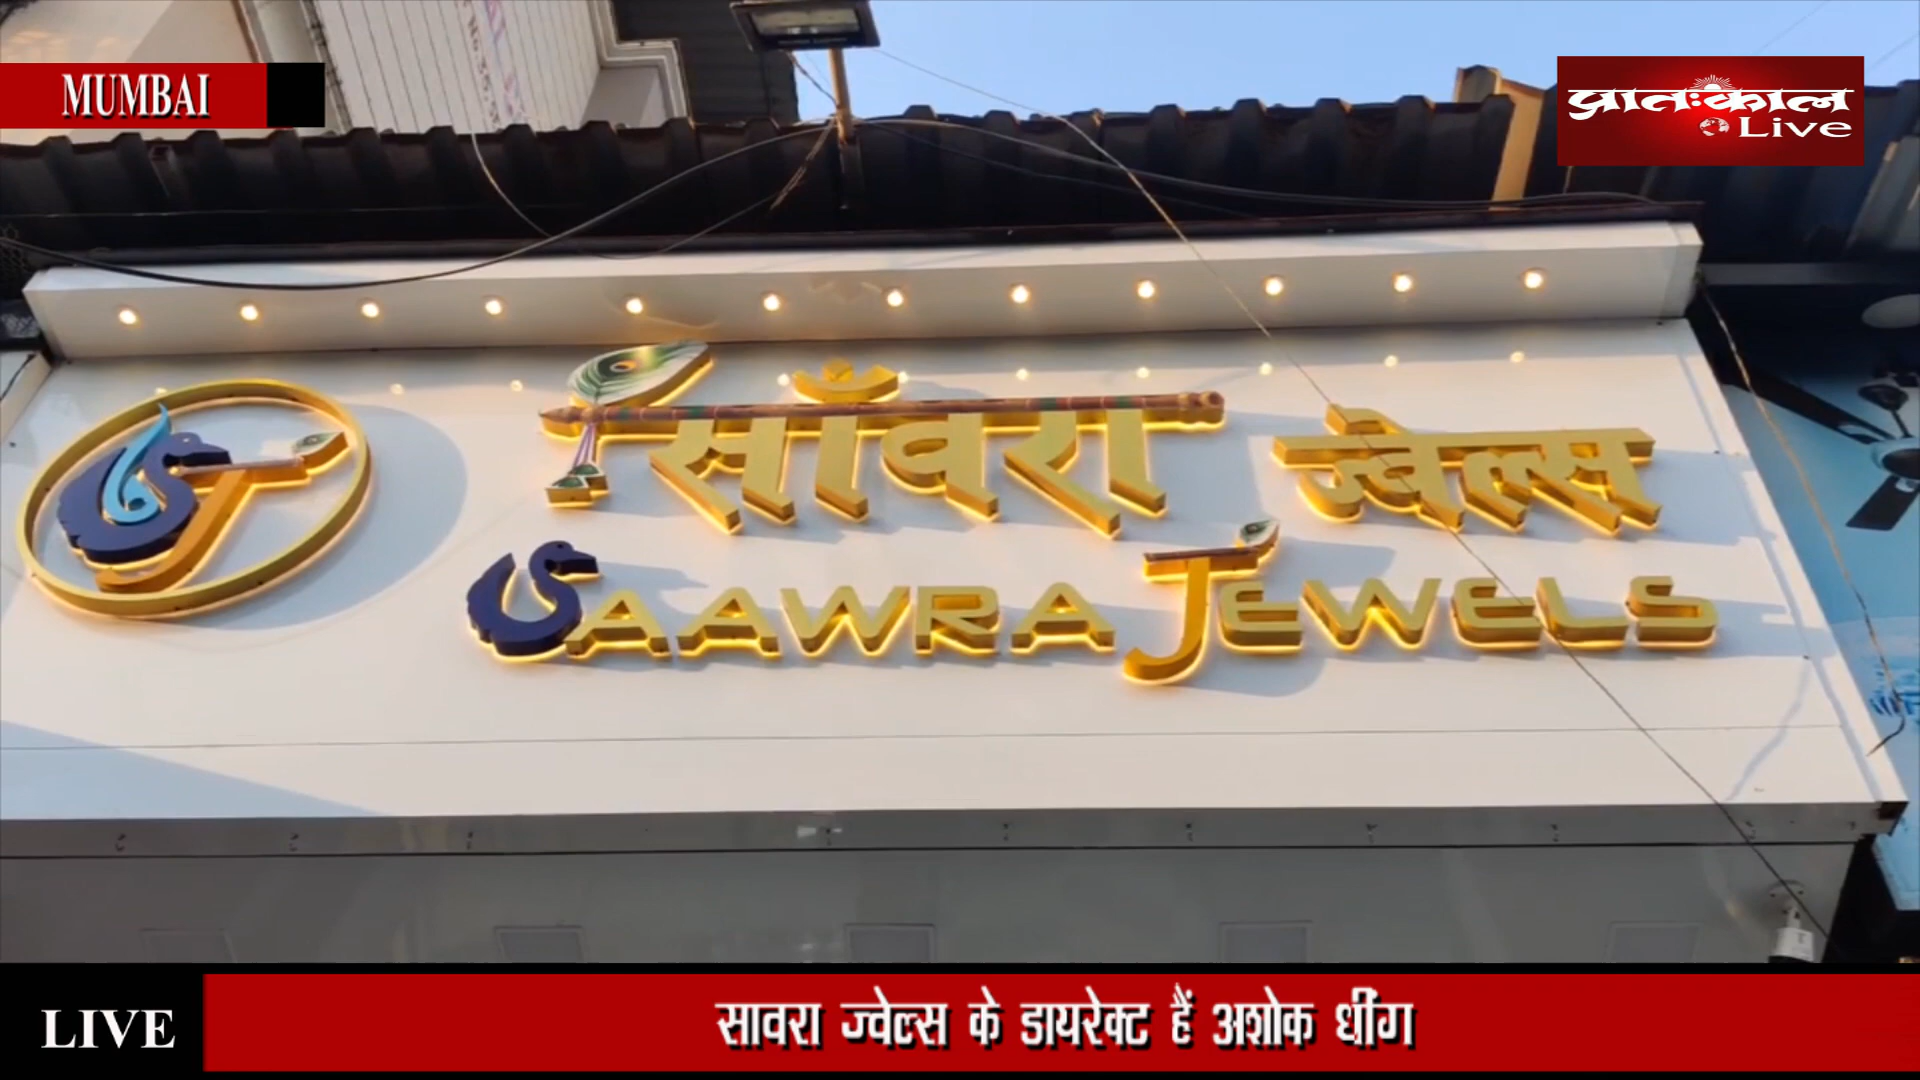 MUMBAI
प्रातःकाल
Live
साँवरा ज्वेल्स
SAAWRA JEWELS
LIVE
सावरा ज्वेल्स के डायरेक्ट हैं अशोक धींग